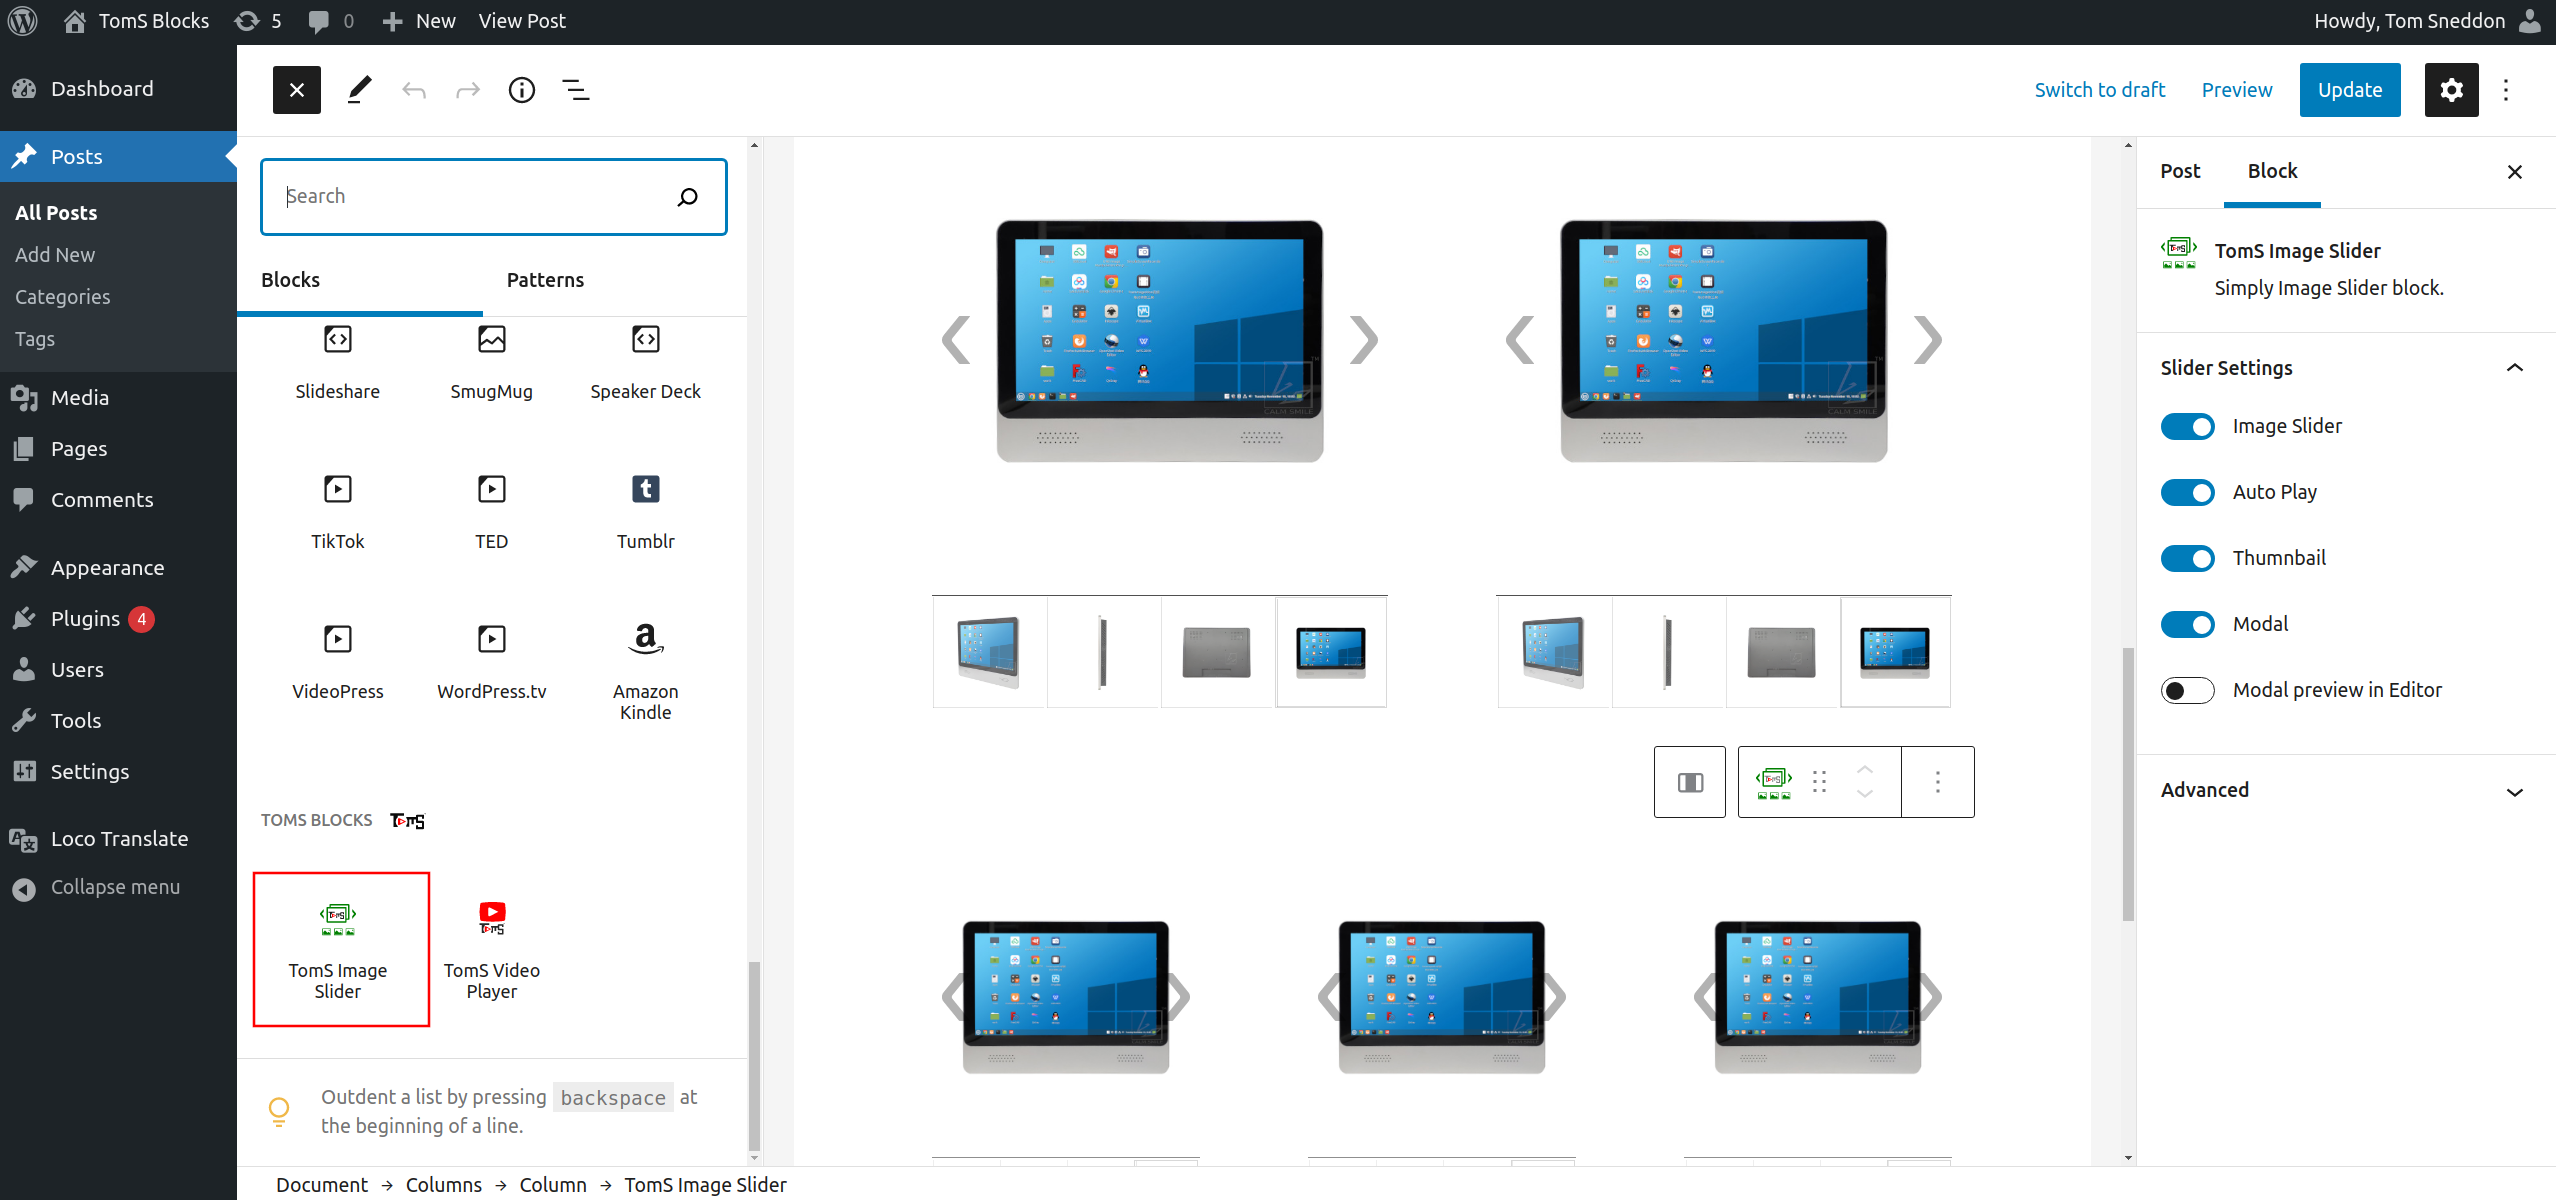 TomS Blocks 5 0 New View Post Howdy, Tom Sneddon
Dashboard
Posts
All Posts
Add New
Categories
Tags
Media
Pages
Comments
Appearance
Plugins 4
Users
Tools
Settings
Loco Translate
Collapse menu
Switch to draft Preview Update
Search
Blocks Patterns
Slideshare SmugMug Speaker Deck
TikTok TED Tumblr
VideoPress WordPress.tv Amazon
Kindle
TOMS BLOCKS TomS
TomS Image
Slider
TomS Video
Player
Outdent a list by pressing backspace at
the beginning of a line.
CALM SMILE
CALM SMILE
Post Block
TomS Image Slider
Simply Image Slider block.
Slider Settings
Image Slider
Auto Play
Thumnbail
Modal
Modal preview in Editor
Advanced
Document → Columns → Column → TomS Image Slider